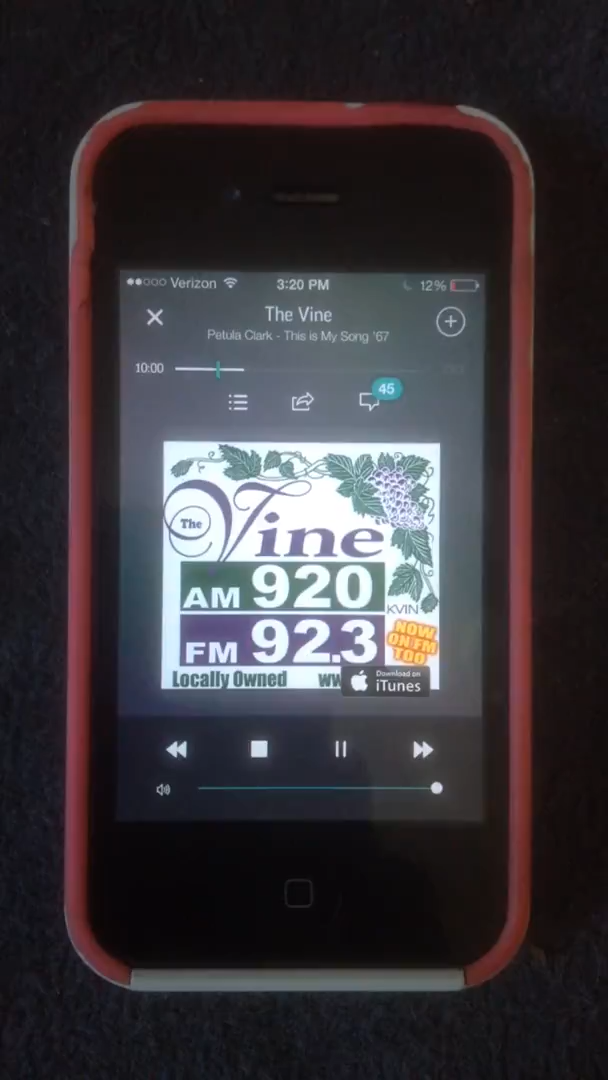 Verizon 3:20 PM 12%
The Vine
Petula Clark - This is My Song '67
10:00
45
The Vine
AM 920
KVIN
FM 92.3
NOW
ON FM
TOO
Locally Owned
Download on
iTunes